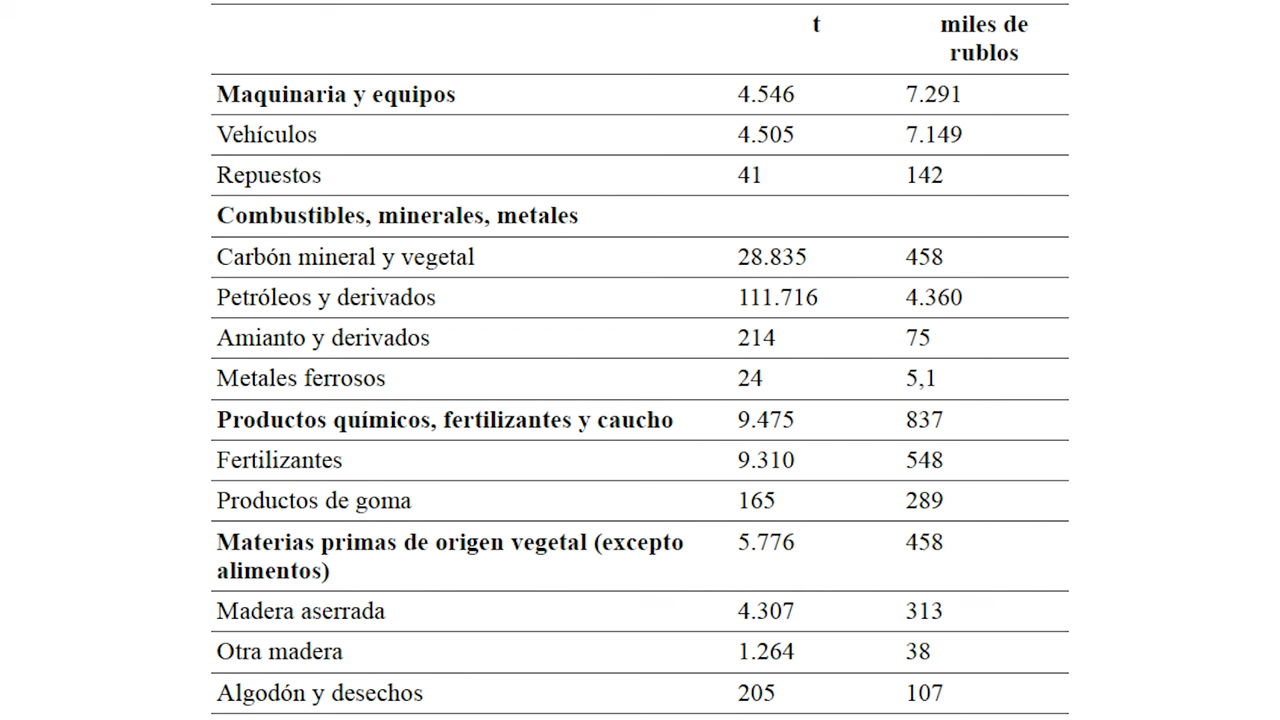 t miles de
rublos
Maquinaria y equipos 4.546 7.291
Vehículos 4.505 7.149
Repuestos 41 142
Combustibles, minerales, metales
Carbón mineral y vegetal 28.835 458
Petróleos y derivados 111.716 4.360
Amianto y derivados 214 75
Metales ferrosos 24 5,1
Productos químicos, fertilizantes y caucho 9.475 837
Fertilizantes 9.310 548
Productos de goma 165 289
Materias primas de origen vegetal (excepto 5.776 458
alimentos)
Madera aserrada 4.307 313
Otra madera 1.264 38
Algodón y desechos 205 107